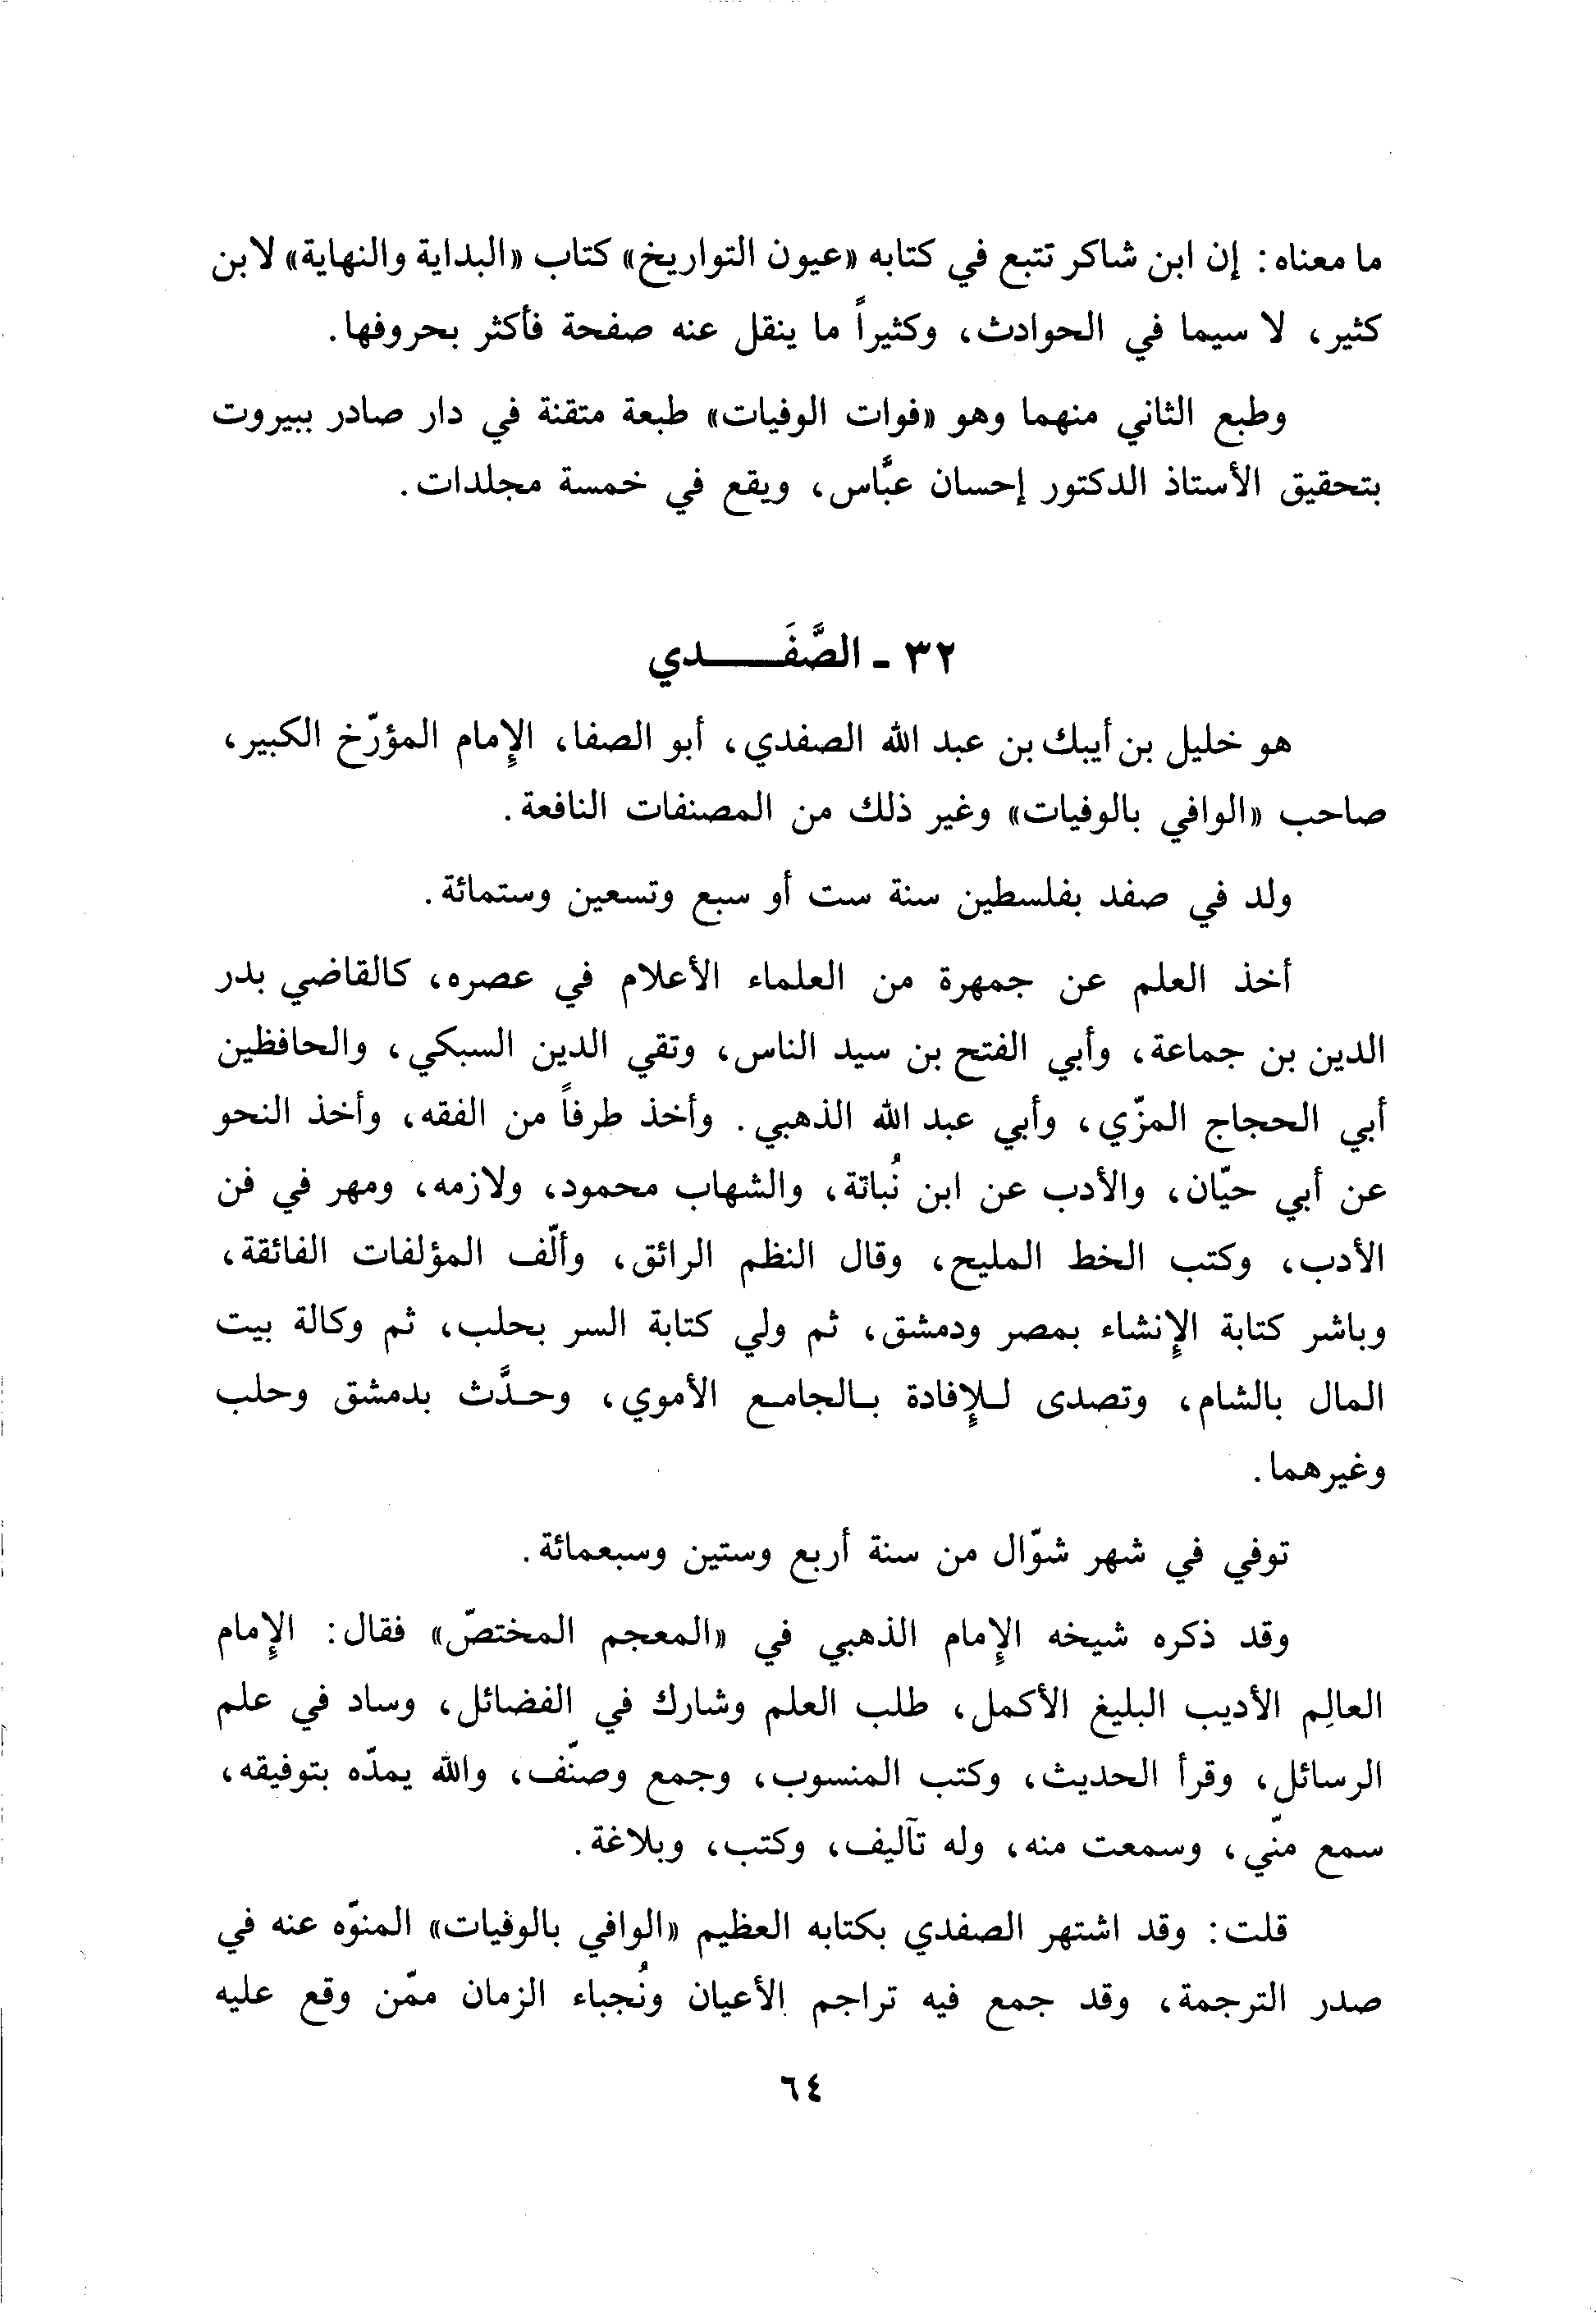 ما معناه: إن ابن شاكر تتبع في كتابه «عيون التواريخ» كتاب «البداية والنهاية» لابن
كثير، لا سيما في الحوادث، وكثيراً ما ينقل عنه صفحة فأكثر بحروفها.
وطبع الثاني منهما وهو «فوات الوفيات» طبعة متقنة في دار صادر ببيروت
بتحقيق الأستاذ الدكتور إحسان عبَّاس، ويقع في خمسة مجلدات.
٣٢ - الصَّفَـــدي
هو خليل بن أيبك بن عبد الله الصفدي، أبو الصفا، الإمام المؤرّخ الكبير،
صاحب «الوافي بالوفيات» وغير ذلك من المصنفات النافعة.
ولد في صفد بفلسطين سنة ست أو سبع وتسعين وستمائة.
أخذ العلم عن جمهرة من العلماء الأعلام في عصره، كالقاضي بدر
الدين بن جماعة، وأبي الفتح بن سيد الناس، وتقي الدين السبكي، والحافظين
أبي الحجاج المزّي، وأبي عبد الله الذهبي. وأخذ طرفاً من الفقه، وأخذ النحو
عن أبي حيّان، والأدب عن ابن نُباتة، والشهاب محمود، ولازمه، ومهر في فن
الأدب، وكتب الخط المليح، وقال النظم الرائق، وألّف المؤلفات الفائقة،
وباشر كتابة الإنشاء بمصر ودمشق، ثم ولي كتابة السر بحلب، ثم وكالة بيت
المال بالشام، وتصدى لـلإفادة بـالجامـع الأموي، وحـدَّث بدمشق وحلب
وغيرهما.
توفي في شهر شوّال من سنة أربع وستين وسبعمائة.
وقد ذكره شيخه الإمام الذهبي في «المعجم المختصّ» فقال: الإمام
العالِم الأديب البليغ الأكمل، طلب العلم وشارك في الفضائل، وساد في علم
الرسائل، وقرأ الحديث، وكتب المنسوب، وجمع وصنّف، والله يمدّه بتوفيقه،
سمع منّي، وسمعت منه، وله تآليف، وكتب، وبلاغة.
قلت: وقد اشتهر الصفدي بكتابه العظيم «الوافي بالوفيات» المنوّه عنه في
صدر الترجمة، وقد جمع فيه تراجم الأعيان ونُجباء الزمان ممّن وقع عليه
٦٤